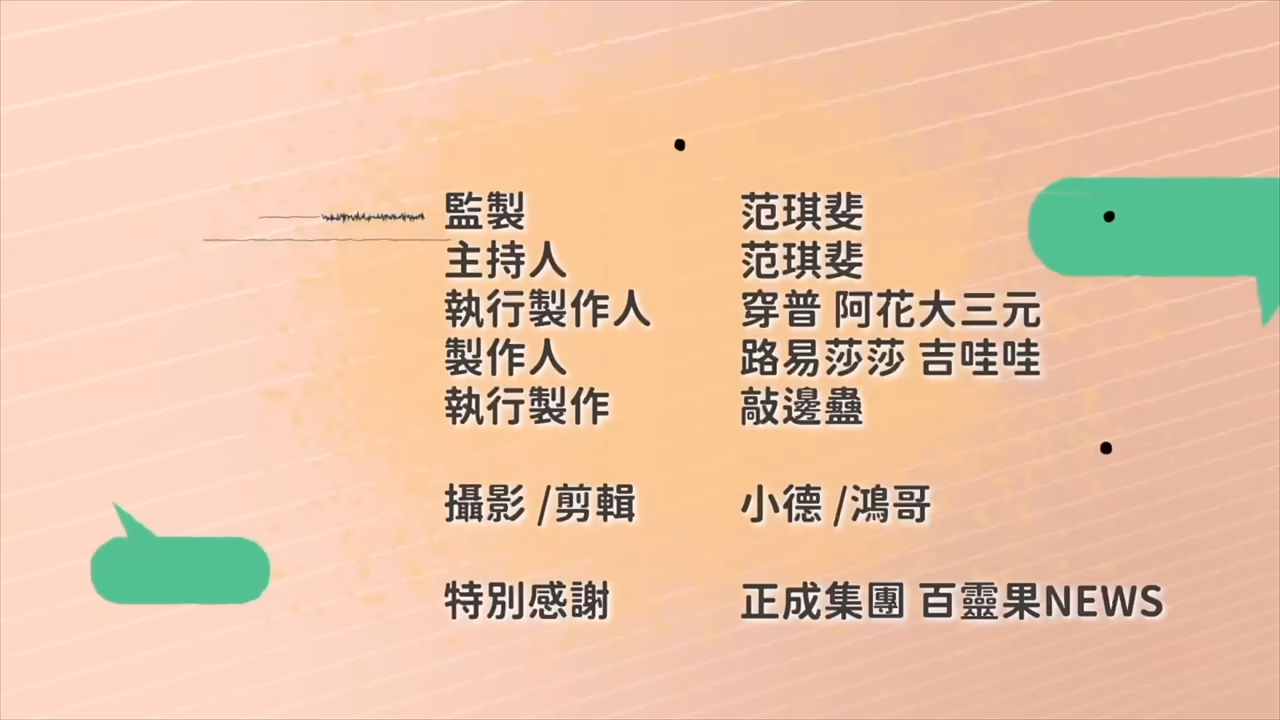 監製 范琪斐
主持人 范琪斐
執行製作人 穿普 阿花大三元
製作人 路易莎莎 吉哇哇
執行製作 敲邊蠱
攝影 /剪輯 小德 /鴻哥
特別感謝 正成集團 百靈果NEWS